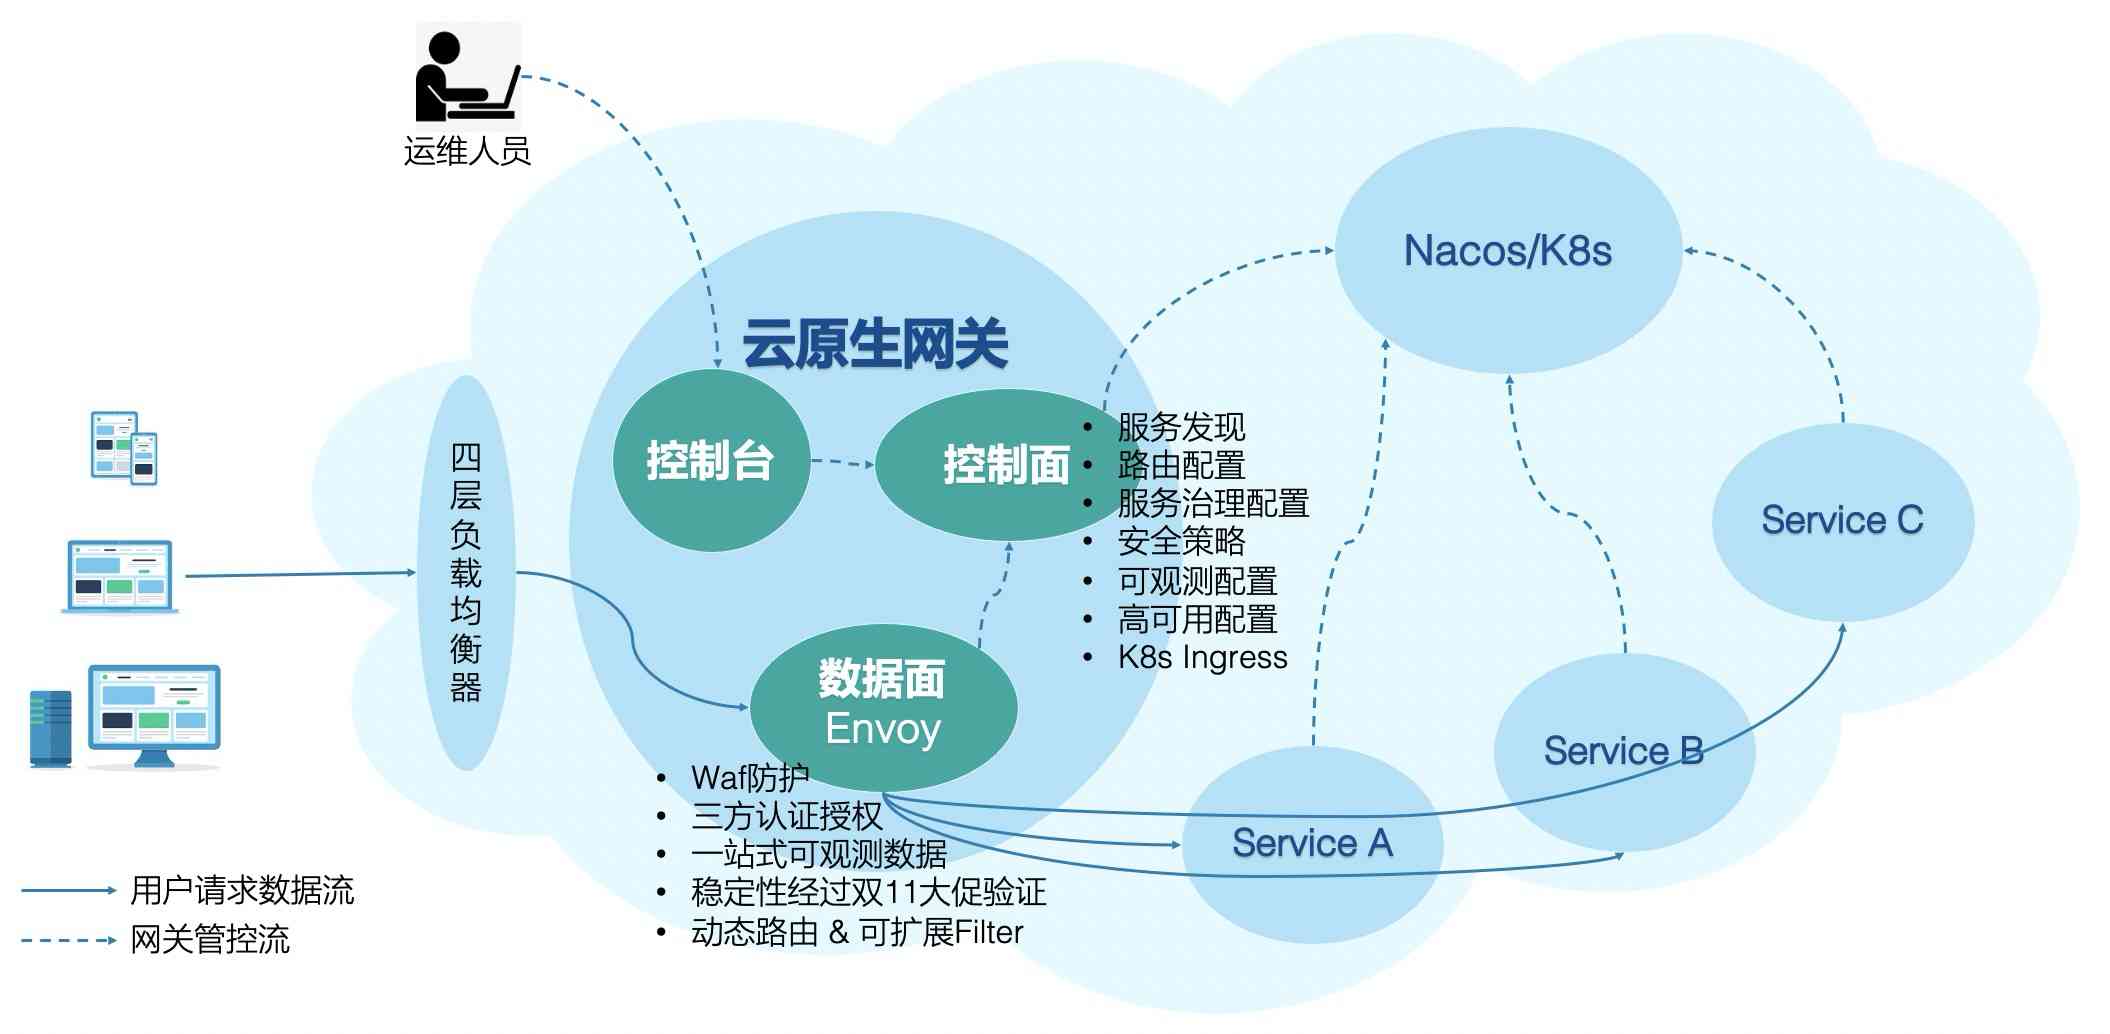 运维人员
云原生网关
Nacos/K8s
控制台
控制面
• 服务发现
• 路由配置
• 服务治理配置
• 安全策略
• 可观测配置
• 高可用配置
• K8s Ingress
四
层
负
载
均
衡
器
数据面
Envoy
• Waf防护
• 三方认证授权
• 一站式可观测数据
• 稳定性经过双11大促验证
• 动态路由 & 可扩展Filter
Service A
Service B
Service C
用户请求数据流
网关管控流